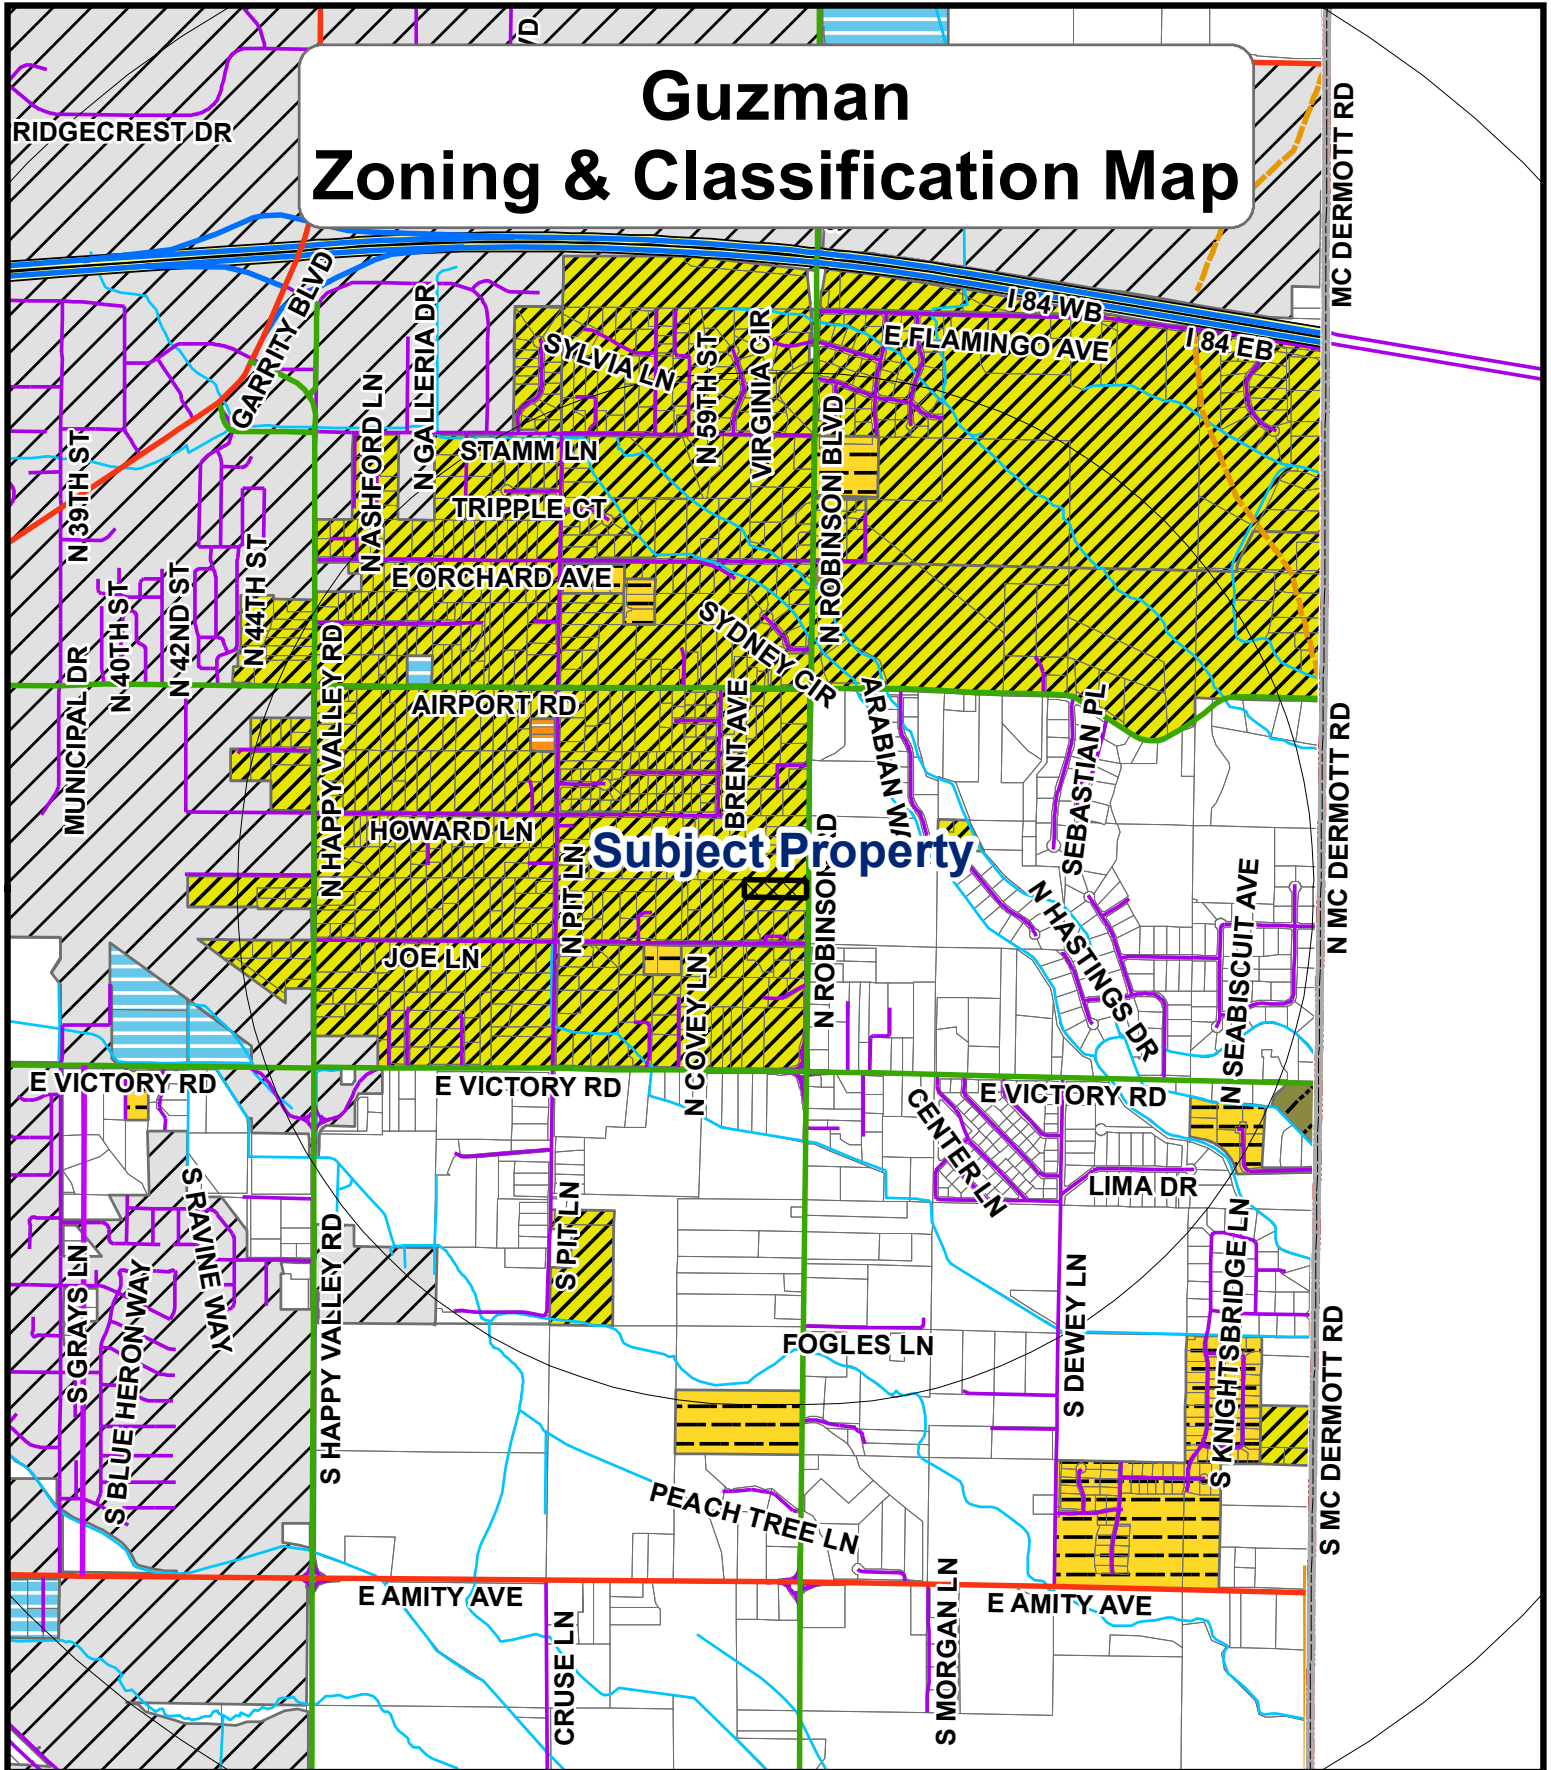 VD
Guzman
Zoning & Classification Map
RIDGECREST DR
MC DERMOTT RD
GARRITY BLVD
N GALLERIA DR
I 84 WB
I 84 EB
E FLAMINGO AVE
SYLVIA LN
N 59TH ST
VIRGINIA CIR
N ASHFORD LN
N ROBINSON BLVD
N 39TH ST
STAMM LN
TRIPPLE CT
N 44TH ST
E ORCHARD AVE
N 40TH ST
N 42ND ST
SYDNEY CIR
N HAPPY VALLEY RD
MUNICIPAL DR
AIRPORT RD
BRENT AVE
ARABIAN WA
SEBASTIAN PL
N MC DERMOTT RD
HOWARD LN
Subject Property
N PIT LN
N ROBINSON RD
N HASTINGS DR
N SEABISCUIT AVE
JOE LN
N COVEY LN
E VICTORY RD
E VICTORY RD
E VICTORY RD
CENTER LN
LIMA DR
S RAVINE WAY
S PIT LN
S GRAYS LN
S BLUE HERON WAY
S HAPPY VALLEY RD
S DEWEY LN
S KNIGHTSBRIDGE LN
S MC DERMOTT RD
FOGLES LN
PEACH TREE LN
E AMITY AVE
E AMITY AVE
CRUSE LN
S MORGAN LN